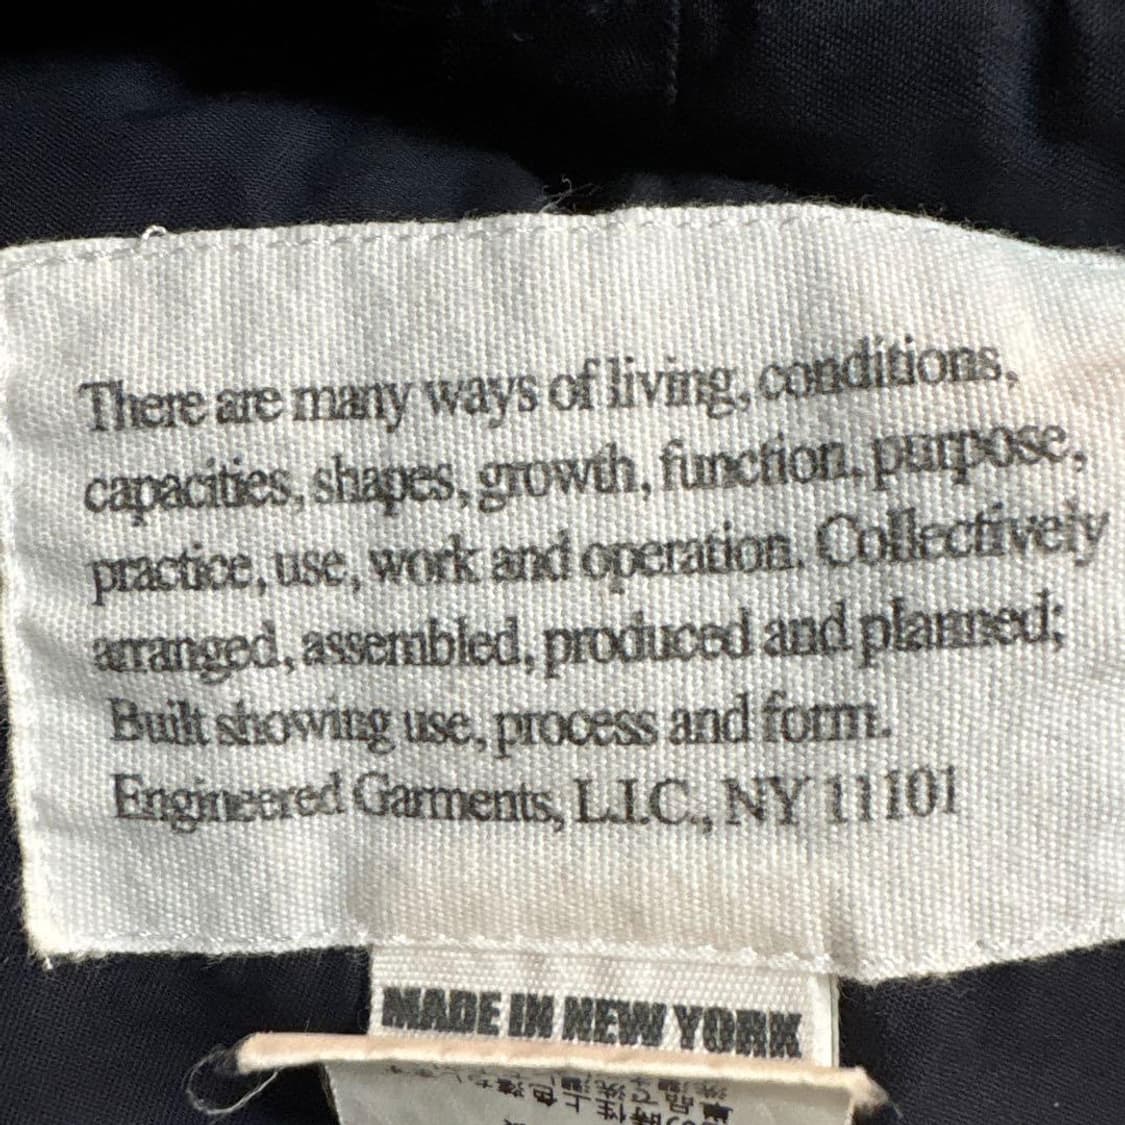 There are many ways of living, conditions,
capacities, shapes, growth, function, purpose,
practice, use, work and operation. Collectively
arranged, assembled, produced and planned;
Built showing use, process and form.
Engineered Garments, L.I.C., NY 11101
MADE IN NEW YORK